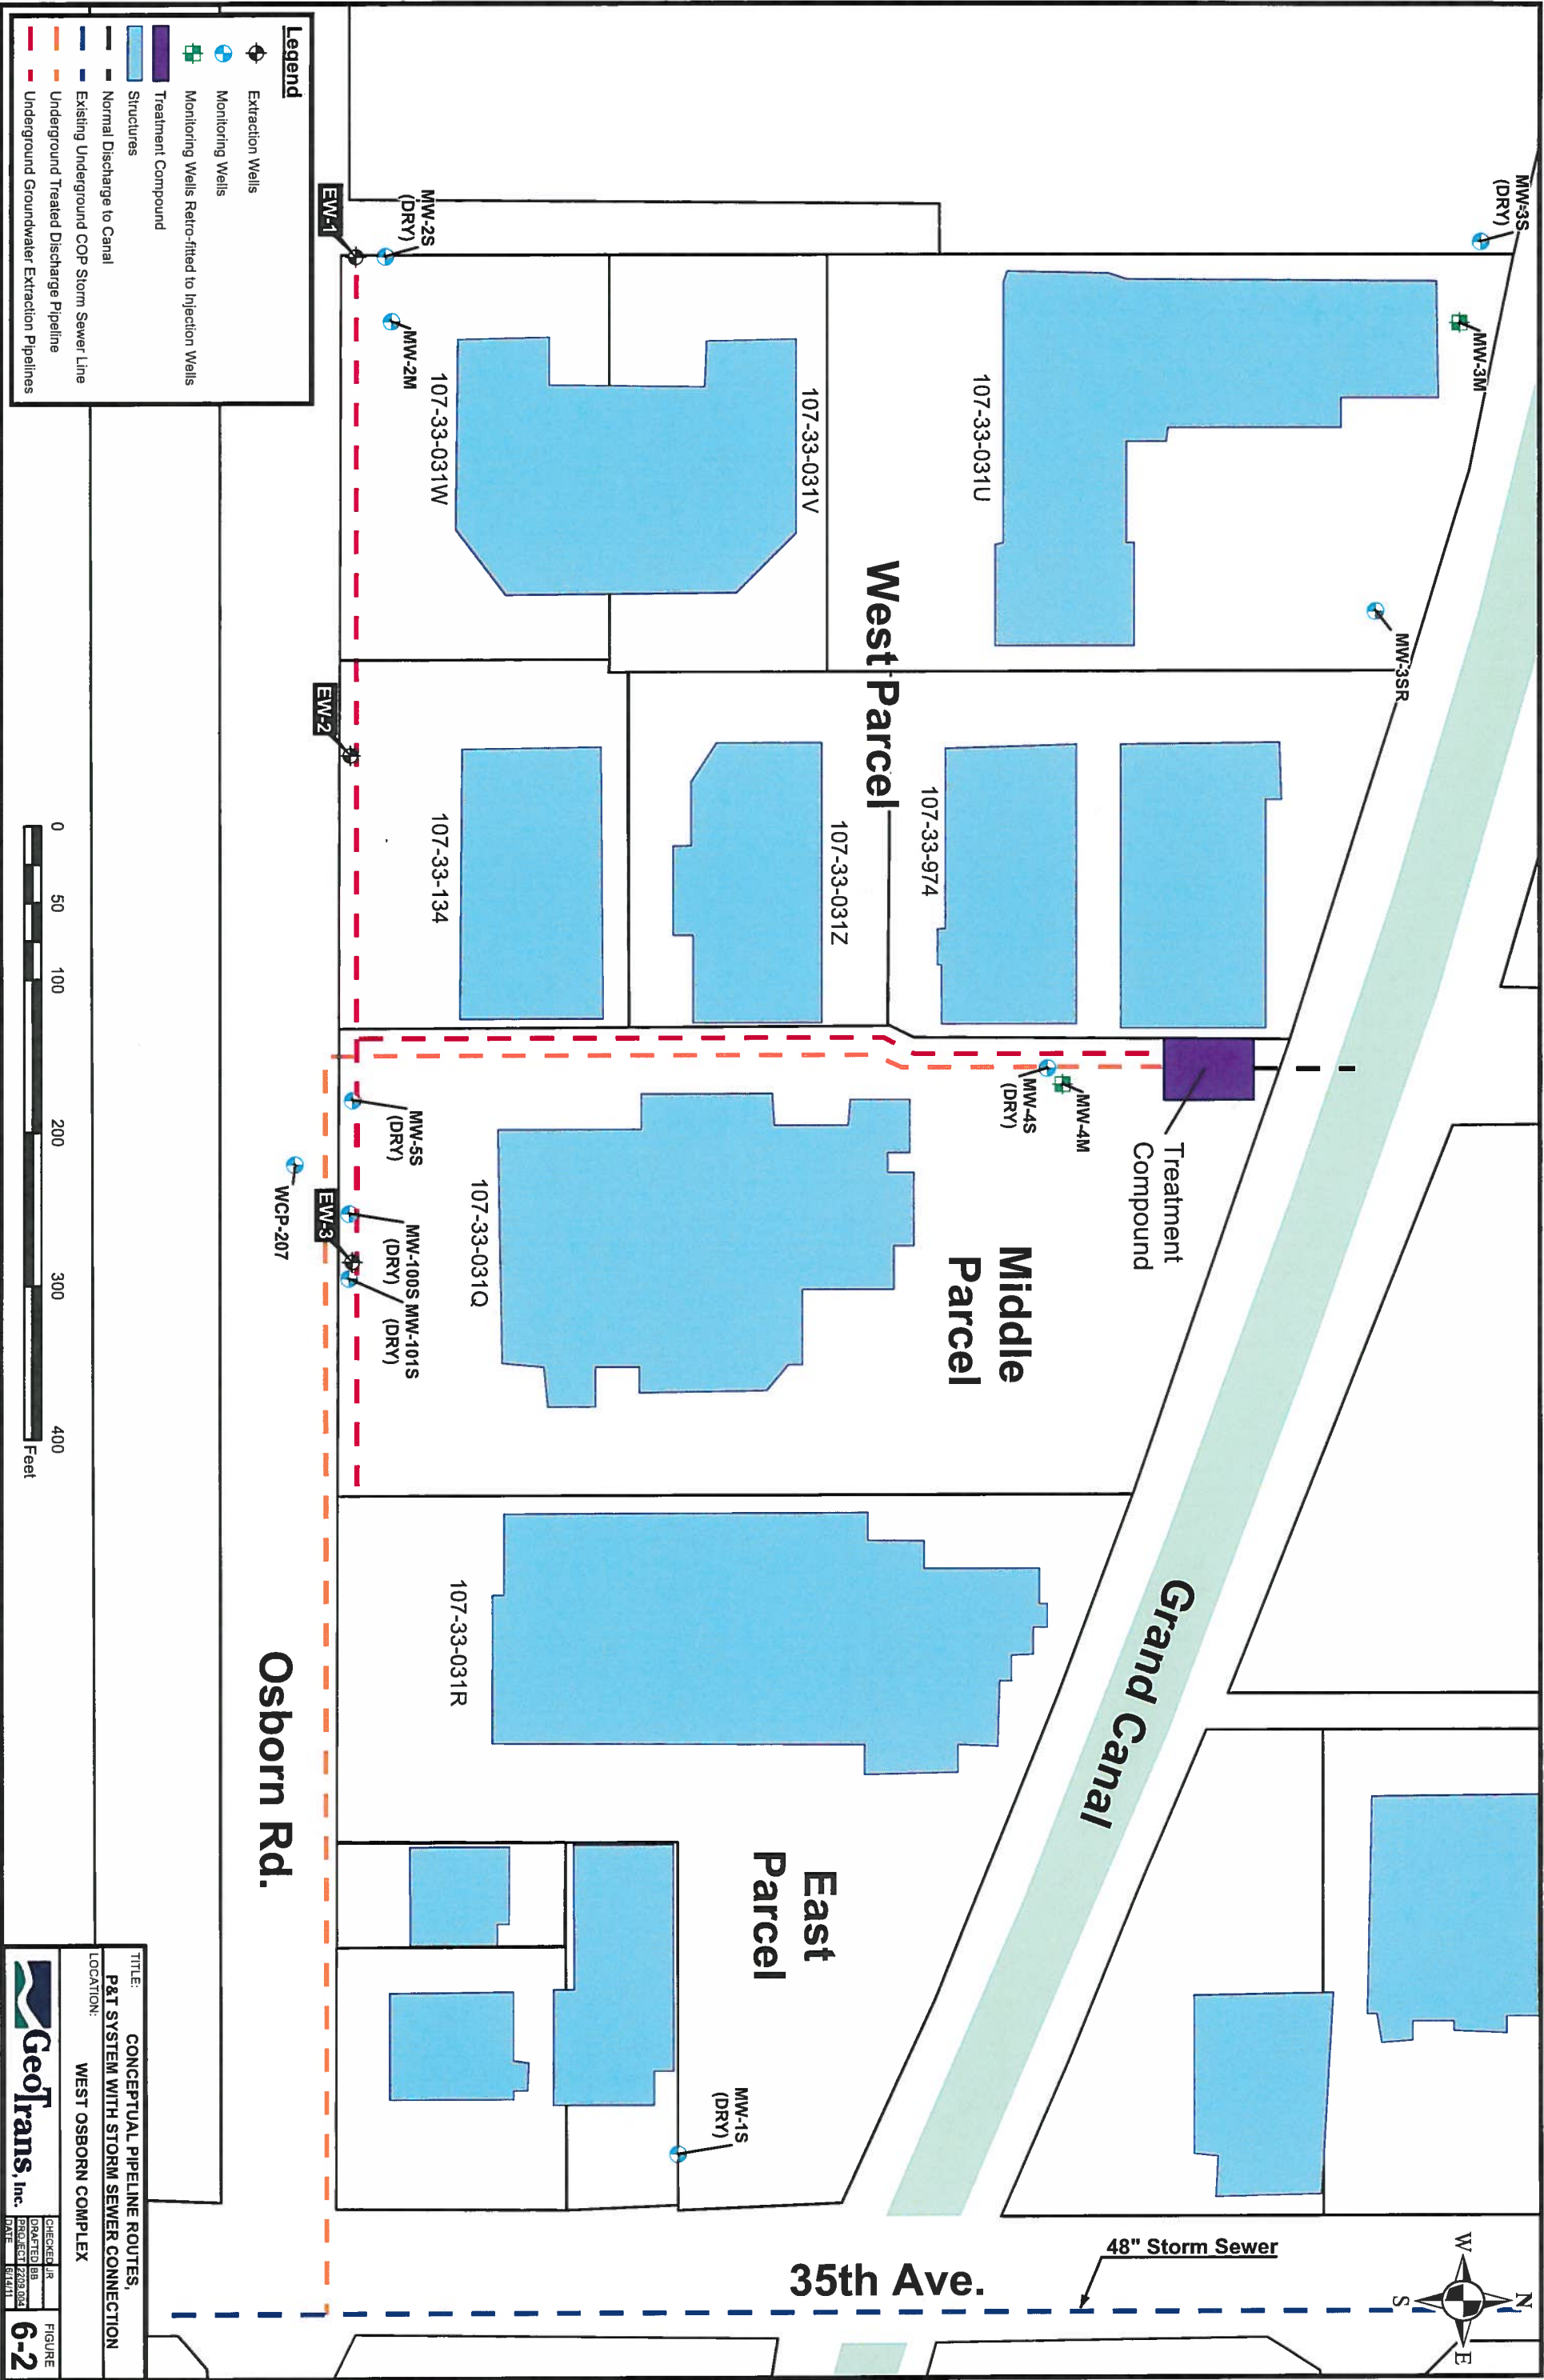 MW-3S
(DRY)
MW-3M
MW-3SR
107-33-031U
107-33-031V
107-33-031W
MW-2S
(DRY)
MW-2M
EW-1
West Parcel
107-33-974
107-33-031Z
107-33-134
EW-2
Treatment
Compound
MW-4M
MW-4S
(DRY)
Middle
Parcel
107-33-031Q
MW-5S
(DRY)
MW-100S
(DRY)
MW-101S
(DRY)
EW-3
WCP-207
Grand Canal
107-33-031R
East
Parcel
MW-1S
(DRY)
Osborn Rd.
35th Ave.
48" Storm Sewer
N
W
E
S
Legend
Extraction Wells
Monitoring Wells
Monitoring Wells Retro-fitted to Injection Wells
Treatment Compound
Structures
Normal Discharge to Canal
Existing Underground COP Storm Sewer Line
Underground Treated Discharge Pipeline
Underground Groundwater Extraction Pipelines
0 50 100 200 300 400
Feet
TITLE:
CONCEPTUAL PIPELINE ROUTES,
P&T SYSTEM WITH STORM SEWER CONNECTION
LOCATION:
WEST OSBORN COMPLEX
GeoTrans, Inc.
CHECKED JR
DRAFTED BB
PROJECT 2209.004
DATE 6/14/11
FIGURE
6-2